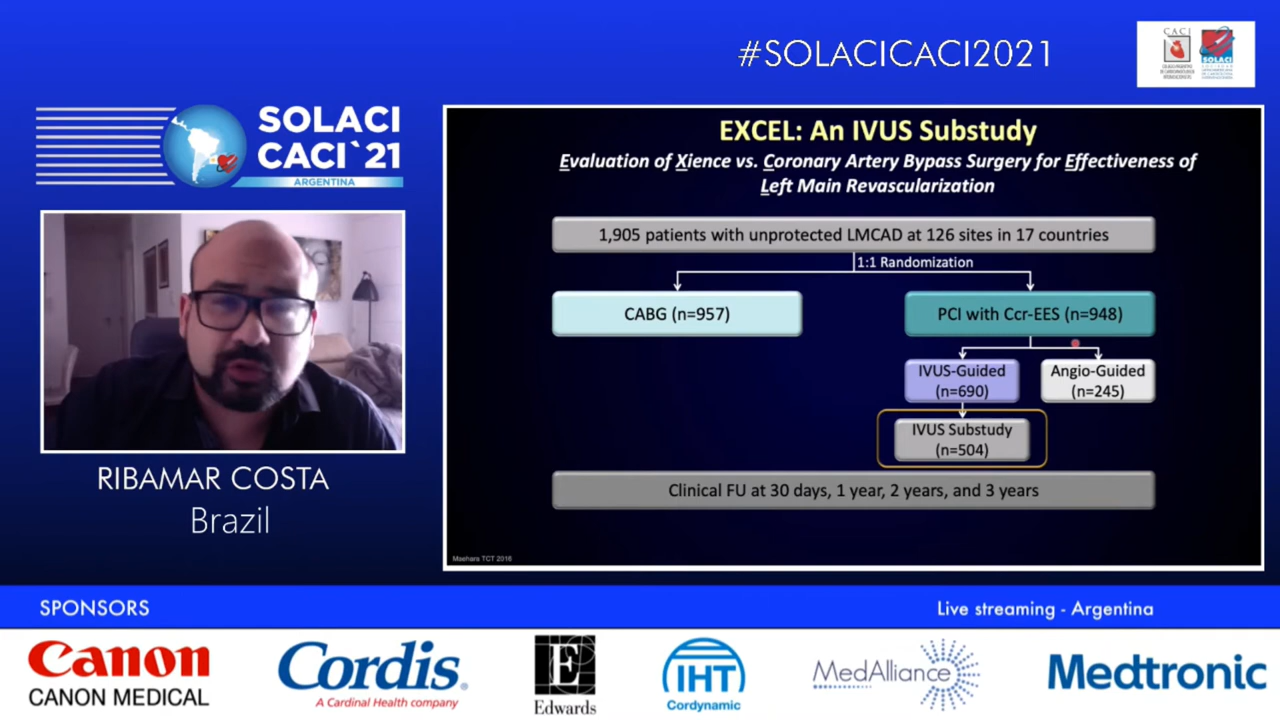 #SOLACICACI2021
CACI
SOLACI
SOLACI
CACI`21
ARGENTINA
RIBAMAR COSTA
Brazil
EXCEL: An IVUS Substudy
Evaluation of Xience vs. Coronary Artery Bypass Surgery for Effectiveness of
Left Main Revascularization
1,905 patients with unprotected LMCAD at 126 sites in 17 countries
1:1 Randomization
CABG (n=957)
PCI with Ccr-EES (n=948)
IVUS-Guided
(n=690)
Angio-Guided
(n=245)
IVUS Substudy
(n=504)
Clinical FU at 30 days, 1 year, 2 years, and 3 years
Maehara TCT 2016
SPONSORS
Live streaming - Argentina
Canon
CANON MEDICAL
Cordis.
A Cardinal Health company
Edwards
IHT
Cordynamic
MedAlliance
Medtronic